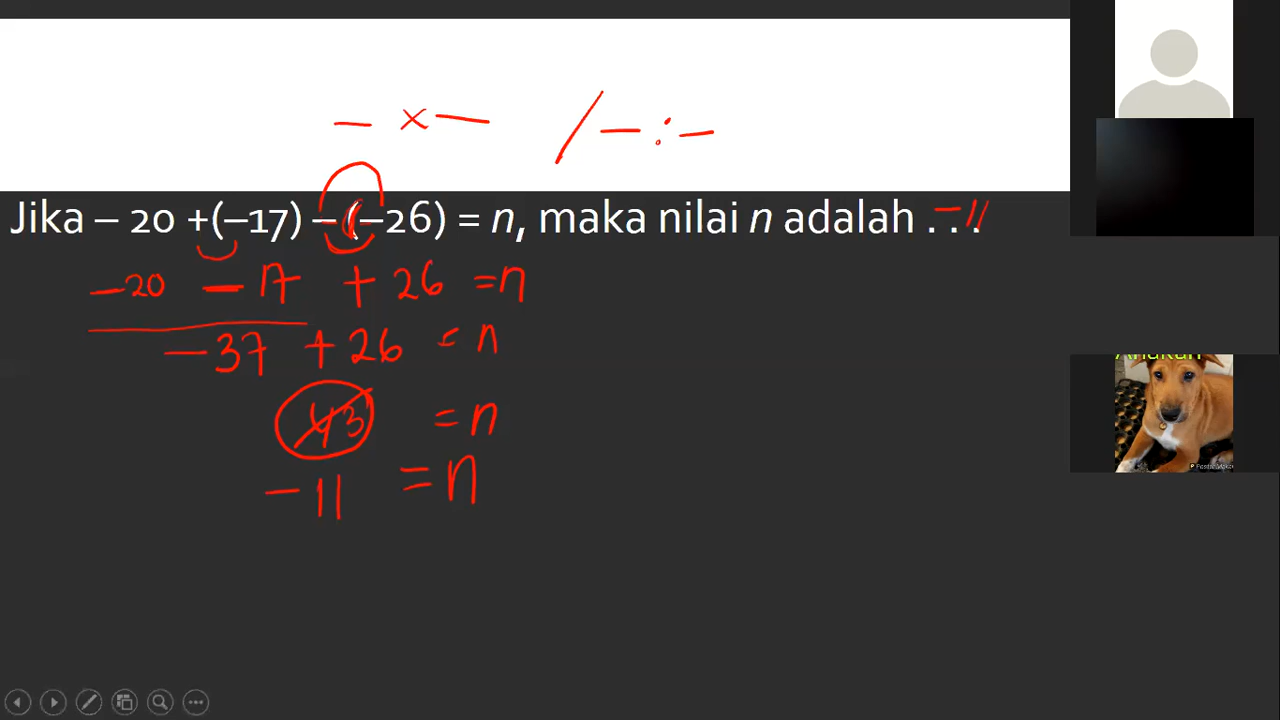 – × – / – : –
Jika – 20 +(–17) – (–26) = n, maka nilai n adalah . . . –11
–20 – 17 + 26 = n
–37 + 26 = n
43 = n
–11 = n